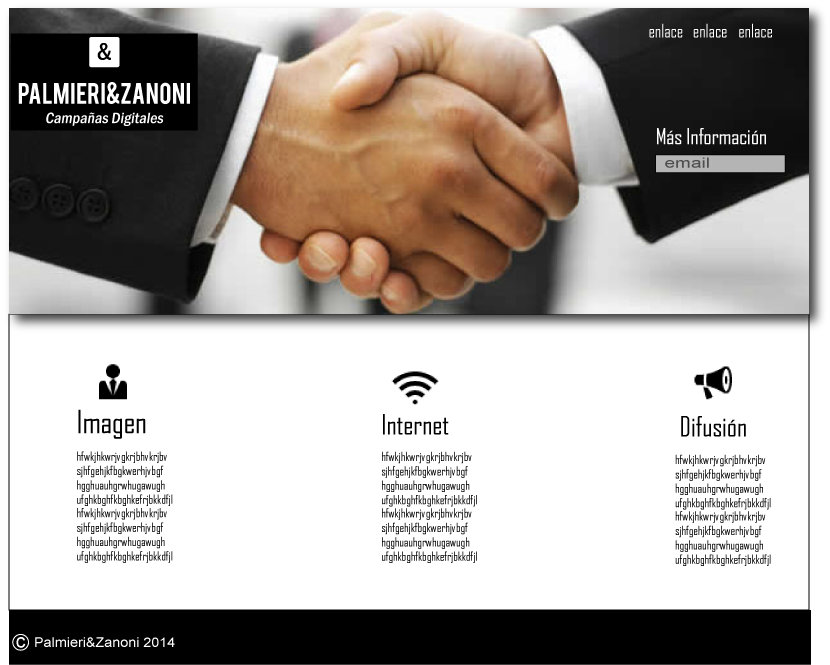 enlace enlace enlace
&
PALMIERI&ZANONI
Campañas Digitales
Más Información
email
Imagen
hfwkjhkwrjvgkrjbhvkrjbv
sjhfgehjkfbgkwerhjvbgf
hgghuauhgrwhugawugh
ufghkbghfkbghkefrjbkkdfjl
hfwkjhkwrjvgkrjbhvkrjbv
sjhfgehjkfbgkwerhjvbgf
hgghuauhgrwhugawugh
ufghkbghfkbghkefrjbkkdfjl
Internet
hfwkjhkwrjvgkrjbhvkrjbv
sjhfgehjkfbgkwerhjvbgf
hgghuauhgrwhugawugh
ufghkbghfkbghkefrjbkkdfjl
hfwkjhkwrjvgkrjbhvkrjbv
sjhfgehjkfbgkwerhjvbgf
hgghuauhgrwhugawugh
ufghkbghfkbghkefrjbkkdfjl
Difusión
hfwkjhkwrjvgkrjbhvkrjbv
sjhfgehjkfbgkwerhjvbgf
hgghuauhgrwhugawugh
ufghkbghfkbghkefrjbkkdfjl
hfwkjhkwrjvgkrjbhvkrjbv
sjhfgehjkfbgkwerhjvbgf
hgghuauhgrwhugawugh
ufghkbghfkbghkefrjbkkdfjl
© Palmieri&Zanoni 2014